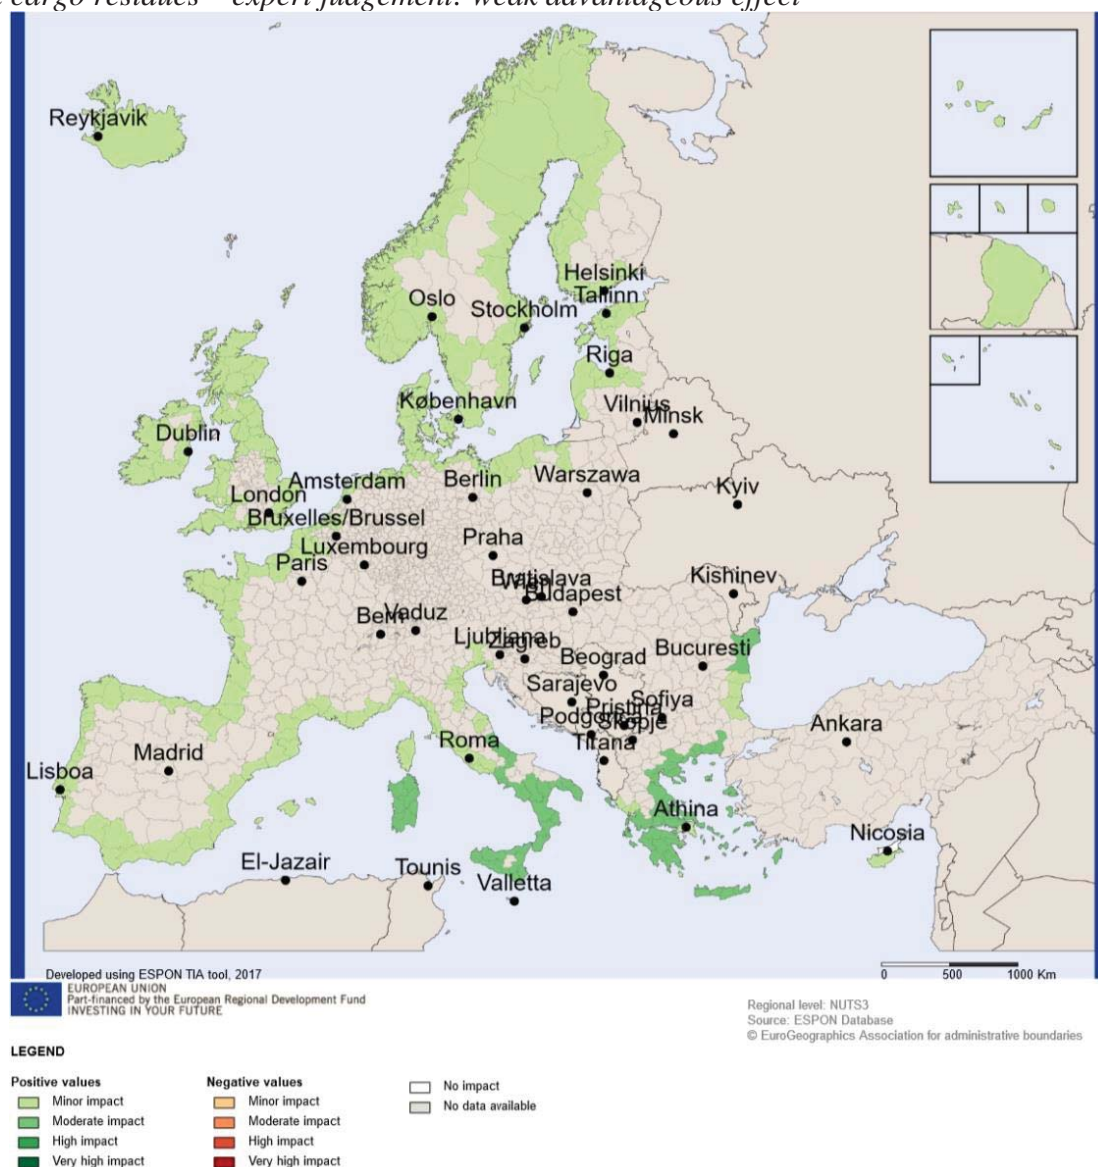 cargo residues – expert judgement: weak advantageous effect
Reykjavik
Helsinki
Tallinn
Oslo
Stockholm
Riga
København
Vilnius
Minsk
Dublin
Amsterdam
Berlin
Warszawa
London
Kyiv
Bruxelles/Brussel
Praha
Luxembourg
Paris
Kishinev
Bratislava
Wien
Budapest
Bern
Vaduz
Ljubljana
Zagreb
Bucuresti
Beograd
Sarajevo
Sofiya
Pristina
Podgorica
Skopje
Roma
Tirana
Ankara
Madrid
Lisboa
Athina
Nicosia
El-Jazair
Tounis
Valletta
Developed using ESPON TIA tool, 2017
0 500 1000 Km
EUROPEAN UNION
Part-financed by the European Regional Development Fund
INVESTING IN YOUR FUTURE
Regional level: NUTS3
Source: ESPON Database
© EuroGeographics Association for administrative boundaries
LEGEND
Positive values
Minor impact
Moderate impact
High impact
Very high impact
Negative values
Minor impact
Moderate impact
High impact
Very high impact
No impact
No data available